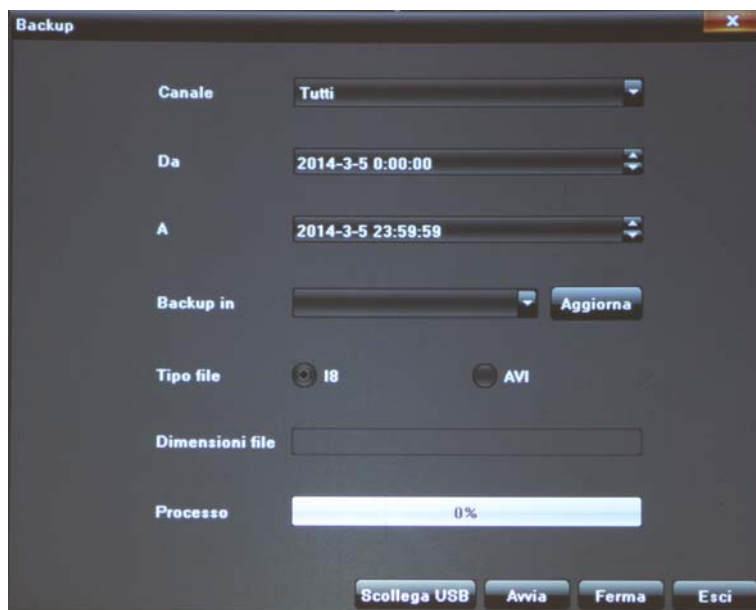 Backup
X
Canale Tutti
Da 2014-3-5 0:00:00
A 2014-3-5 23:59:59
Backup in Aggiorna
Tipo file I8 AVI
Dimensioni file
Processo 0%
Scollega USB Avvia Ferma Esci